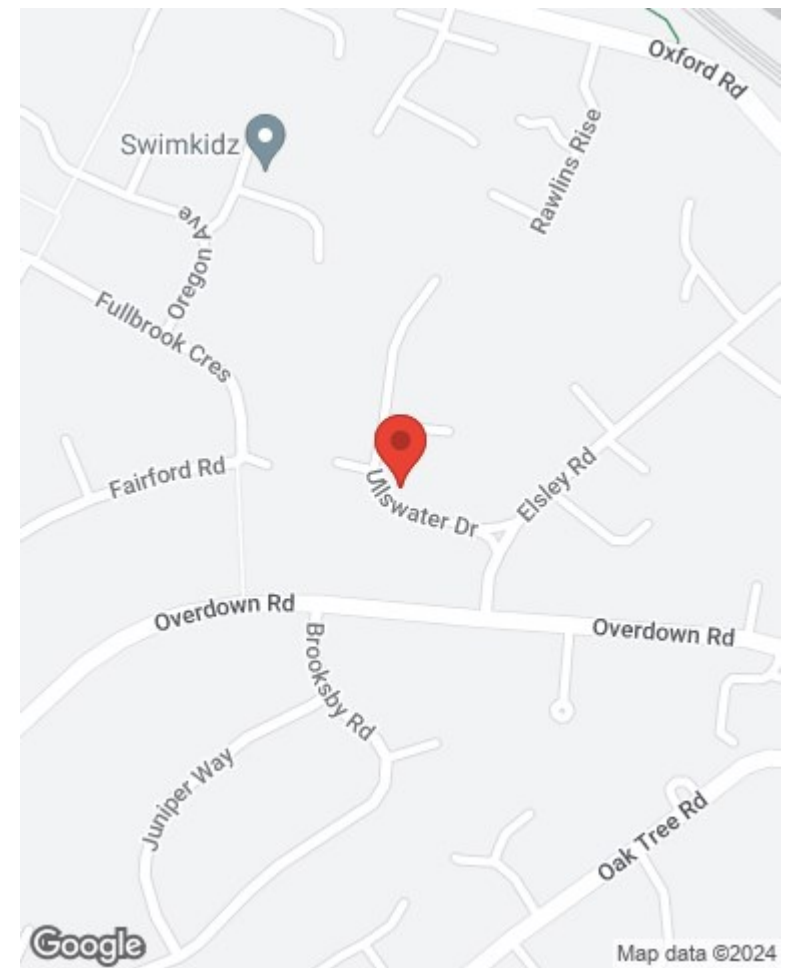 Oxford Rd
Swimkidz
Rawlins Rise
Oregon Ave
Fullbrook Cres
Fairford Rd
Ullswater Dr
Elsley Rd
Overdown Rd
Overdown Rd
Brooksby Rd
Juniper Way
Oak Tree Rd
Google
Map data ©2024